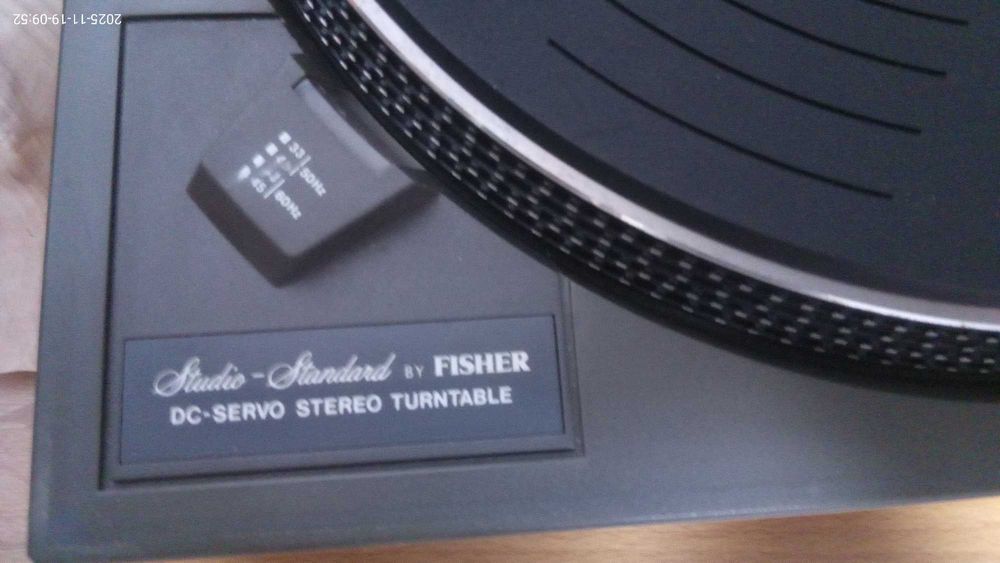 2025-11-19-09:52
33
45
50Hz
60Hz
Studio-Standard BY FISHER
DC-SERVO STEREO TURNTABLE